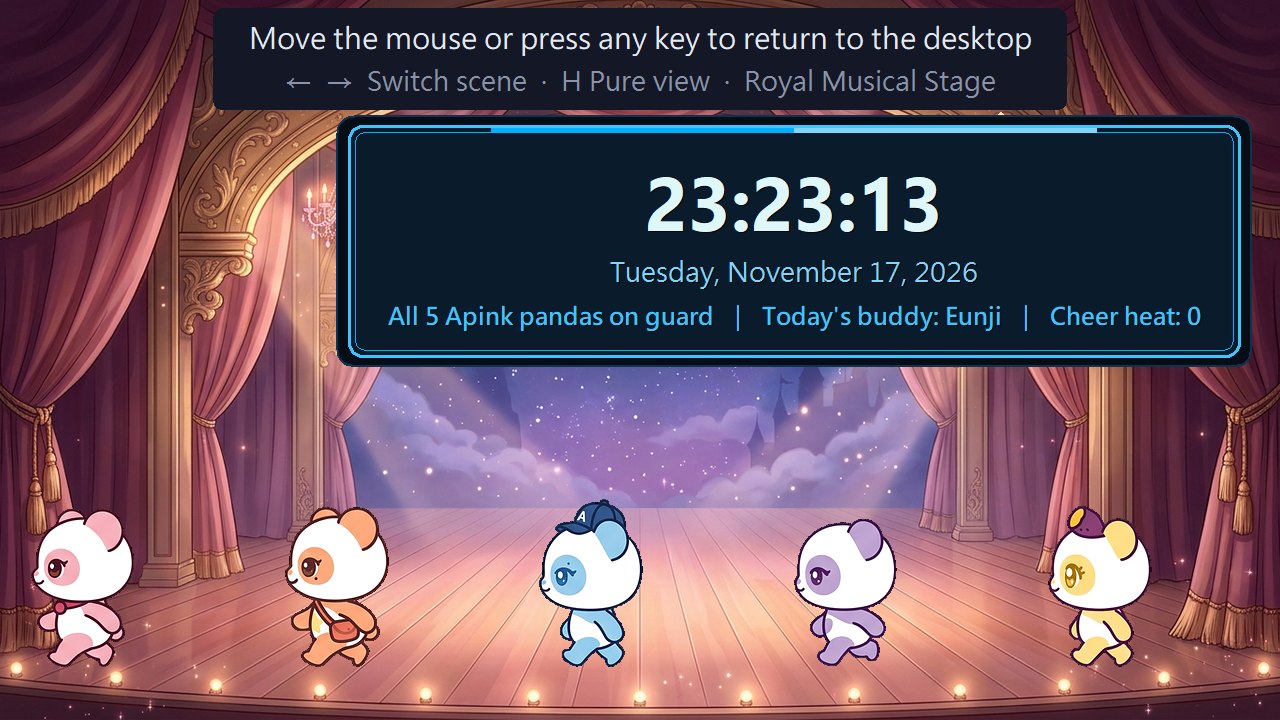 Move the mouse or press any key to return to the desktop
← → Switch scene · H Pure view · Royal Musical Stage
23:23:13
Tuesday, November 17, 2026
All 5 Apink pandas on guard | Today's buddy: Eunji | Cheer heat: 0
A